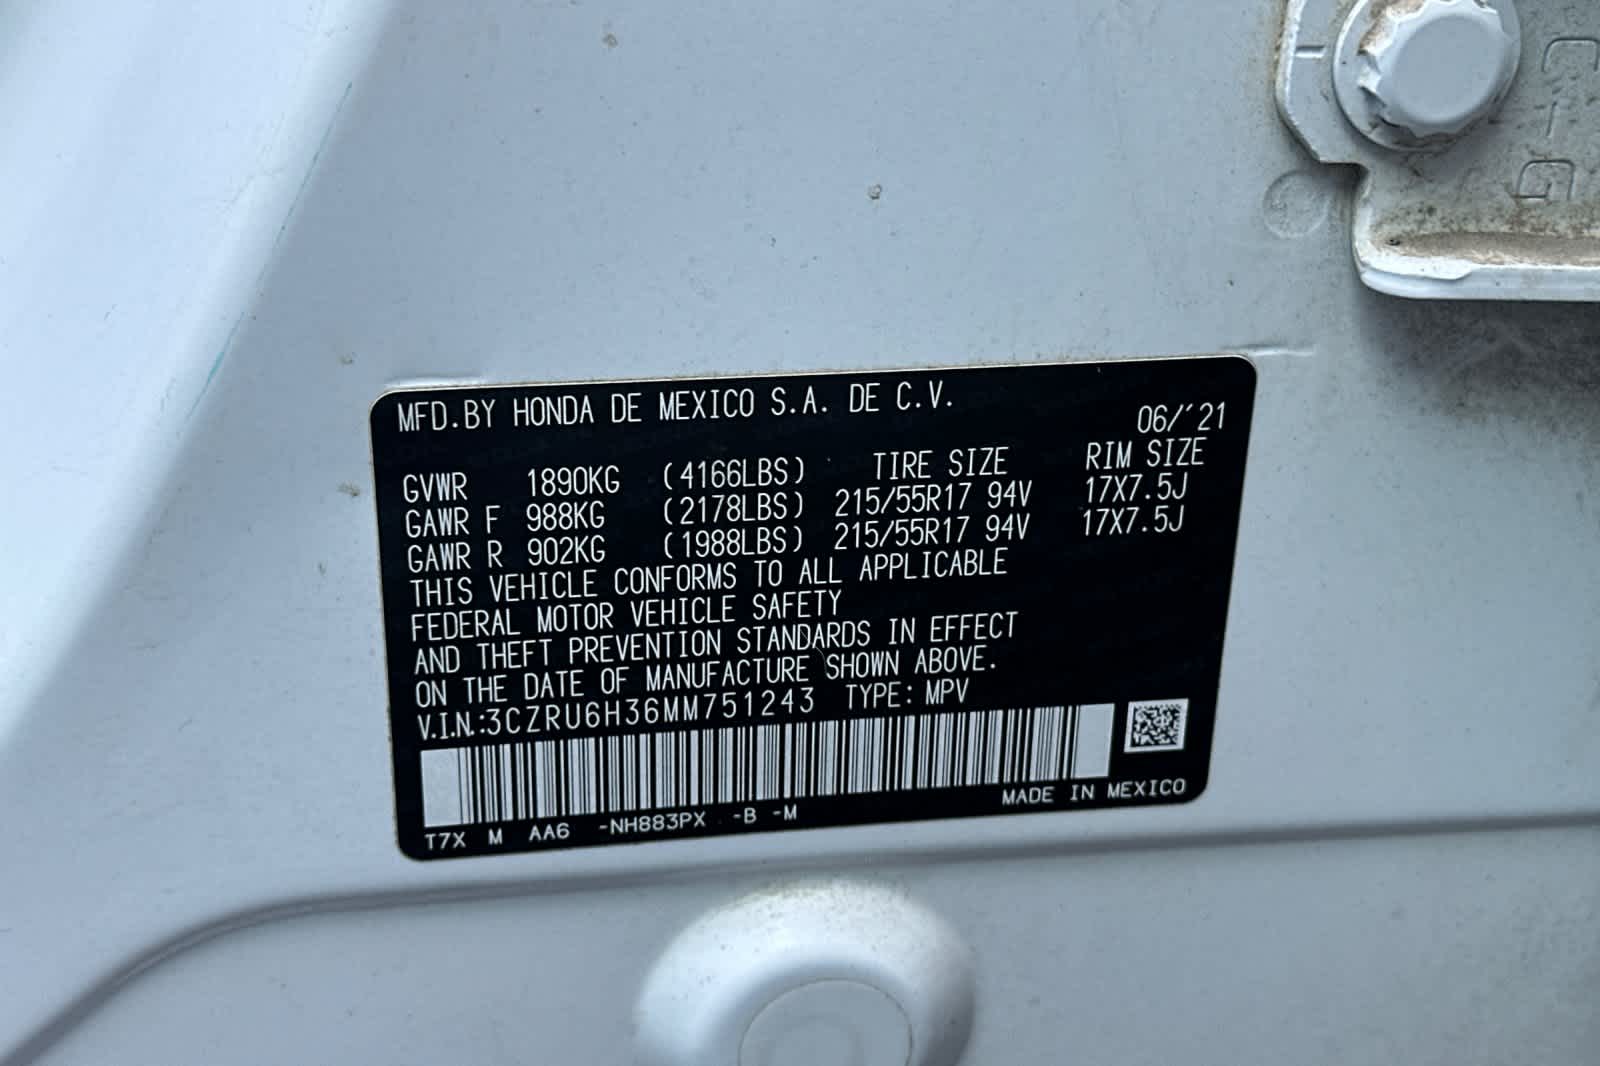 MFD.BY HONDA DE MEXICO S.A. DE C.V.
06/'21
GVWR 1890KG (4166LBS) TIRE SIZE RIM SIZE
GAWR F 988KG (2178LBS) 215/55R17 94V 17X7.5J
GAWR R 902KG (1988LBS) 215/55R17 94V 17X7.5J
THIS VEHICLE CONFORMS TO ALL APPLICABLE
FEDERAL MOTOR VEHICLE SAFETY
AND THEFT PREVENTION STANDARDS IN EFFECT
ON THE DATE OF MANUFACTURE SHOWN ABOVE.
V.I.N.:3CZRU6H36MM751243 TYPE: MPV
MADE IN MEXICO
T7X M AA6 -NH883PX -B -M